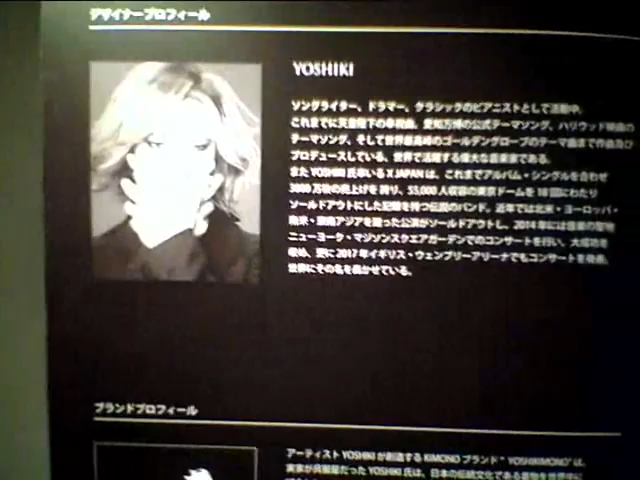 デザイナープロフィール
YOSHIKI
ソングライター、ドラマー、クラシックのピアニストとして活動中。
これまでに天皇陛下の奉祝曲、愛知万博の公式テーマソング、ハリウッド映画の
テーマソング、そして世界最高峰のゴールデングローブのテーマ曲まで作曲及び
プロデュースしている、世界で活躍する偉大な音楽家である。
また YOSHIKI 氏率いる X JAPAN は、これまでアルバム・シングルを合わせ
3000 万枚の売上げを誇り、55,000 人収容の東京ドームを 18 回にわたり
ソールドアウトにした記録を持つ伝説のバンド。近年では北米・ヨーロッパ・
南米・東南アジアを回った公演がソールドアウトし、2014 年には音楽の聖地
ニューヨーク・マジソンスクエアガーデンでのコンサートを行い、大成功を
収め、更に 2017 年イギリス・ウェンブリーアリーナでもコンサートを
世界にその名を轟かせている。
ブランドプロフィール
アーティスト YOSHIKI が創造する KIMONO ブランド " YOSHIKIMONO" は、
実家が呉服屋だった YOSHIKI 氏は、日本の伝統文化である着物を世界中に